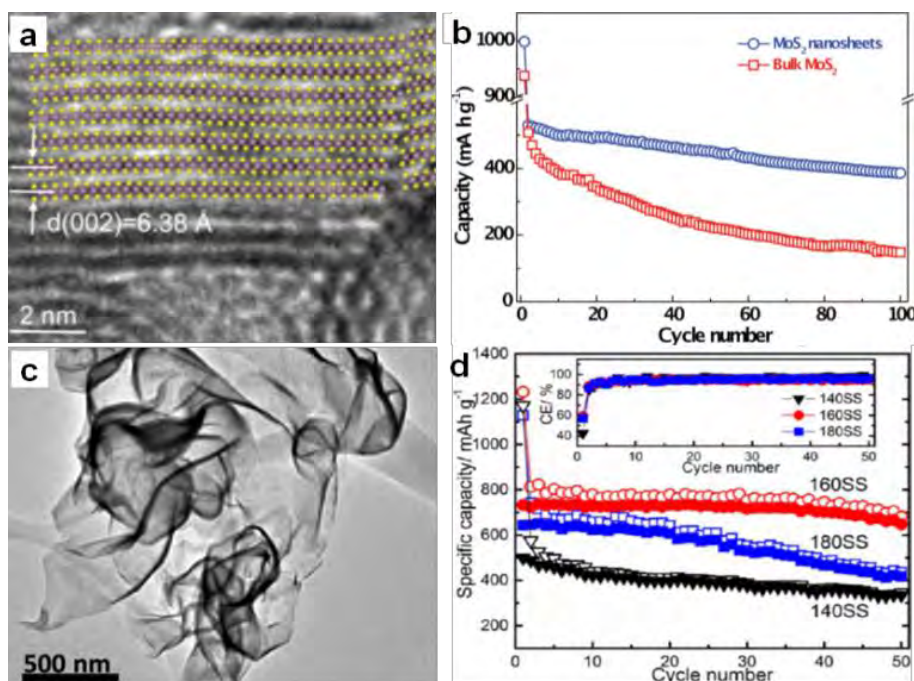 a
d(002)=6.38 Å
2 nm
b
MoS2 nanosheets
Bulk MoS2
Capacity (mA hg-1)
1000
900
400
200
0
0 20 40 60 80 100
Cycle number
c
500 nm
d
Specific capacity/ mAh g-1
1400
1200
1000
800
600
400
200
CE/ %
100
80
60
40
140SS
160SS
180SS
0 10 20 30 40 50
Cycle number
160SS
180SS
140SS
0 10 20 30 40 50
Cycle number